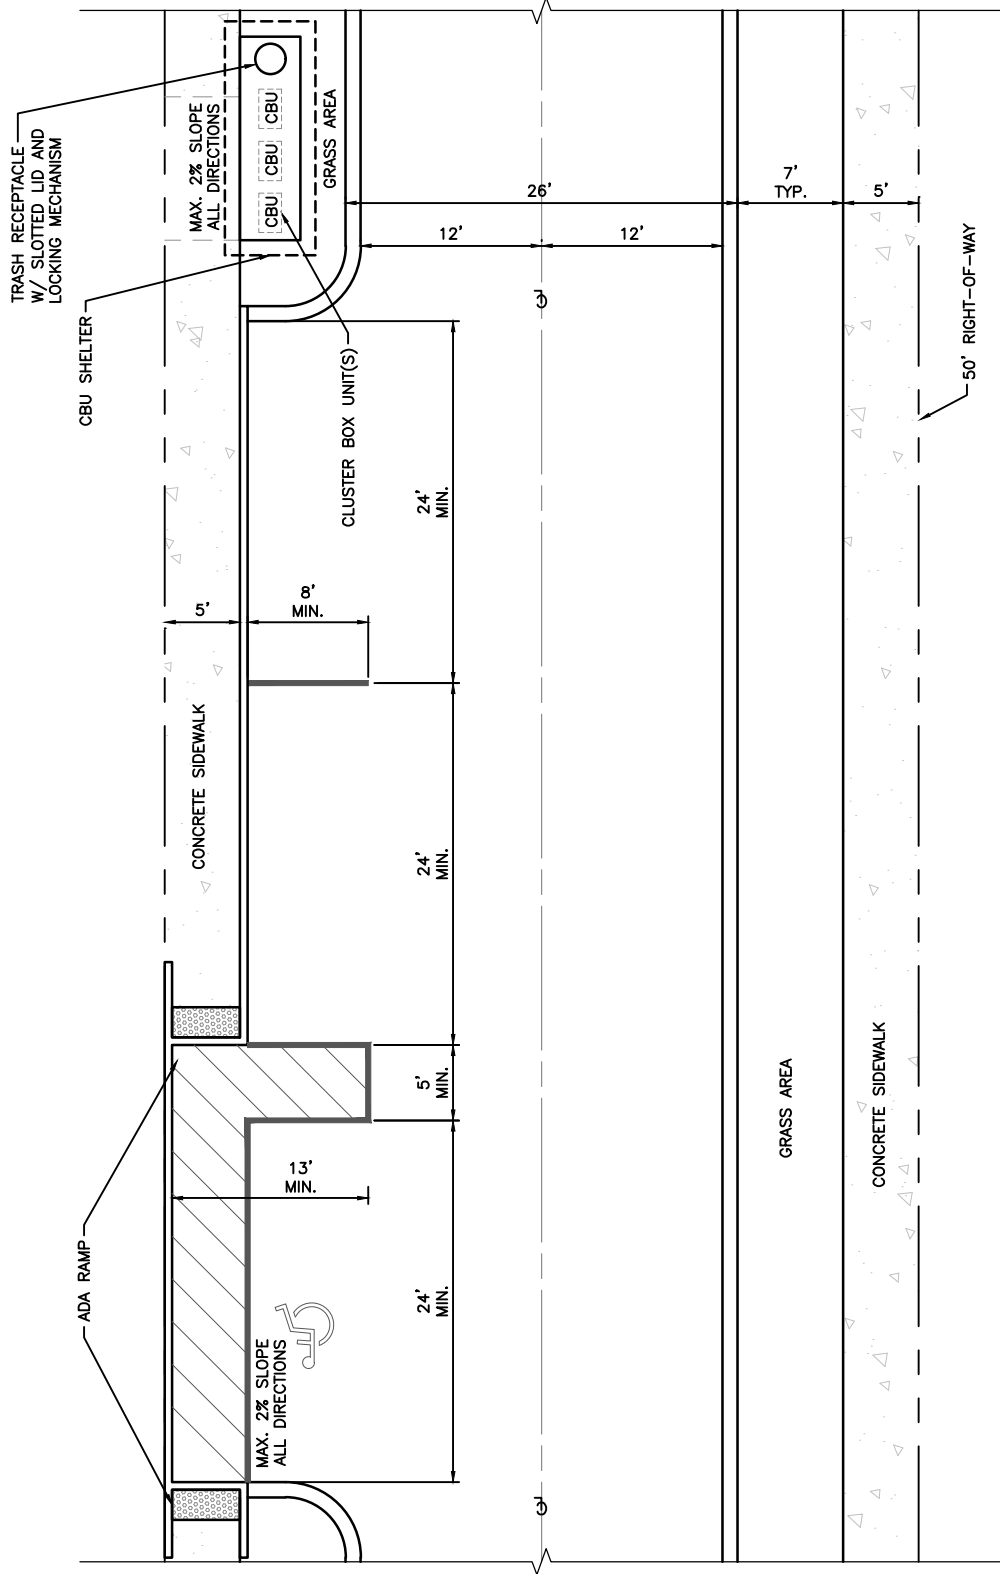 TRASH RECEPTACLE
W/ SLOTTED LID AND
LOCKING MECHANISM
CBU SHELTER
MAX. 2% SLOPE
ALL DIRECTIONS
CBU
CBU
CBU
GRASS AREA
CLUSTER BOX UNIT(S)
26'
7'
TYP.
5'
12'
12'
℄
50' RIGHT-OF-WAY
24'
MIN.
5'
8'
MIN.
CONCRETE SIDEWALK
24'
MIN.
5'
MIN.
GRASS AREA
CONCRETE SIDEWALK
ADA RAMP
13'
MIN.
24'
MIN.
MAX. 2% SLOPE
ALL DIRECTIONS
℄